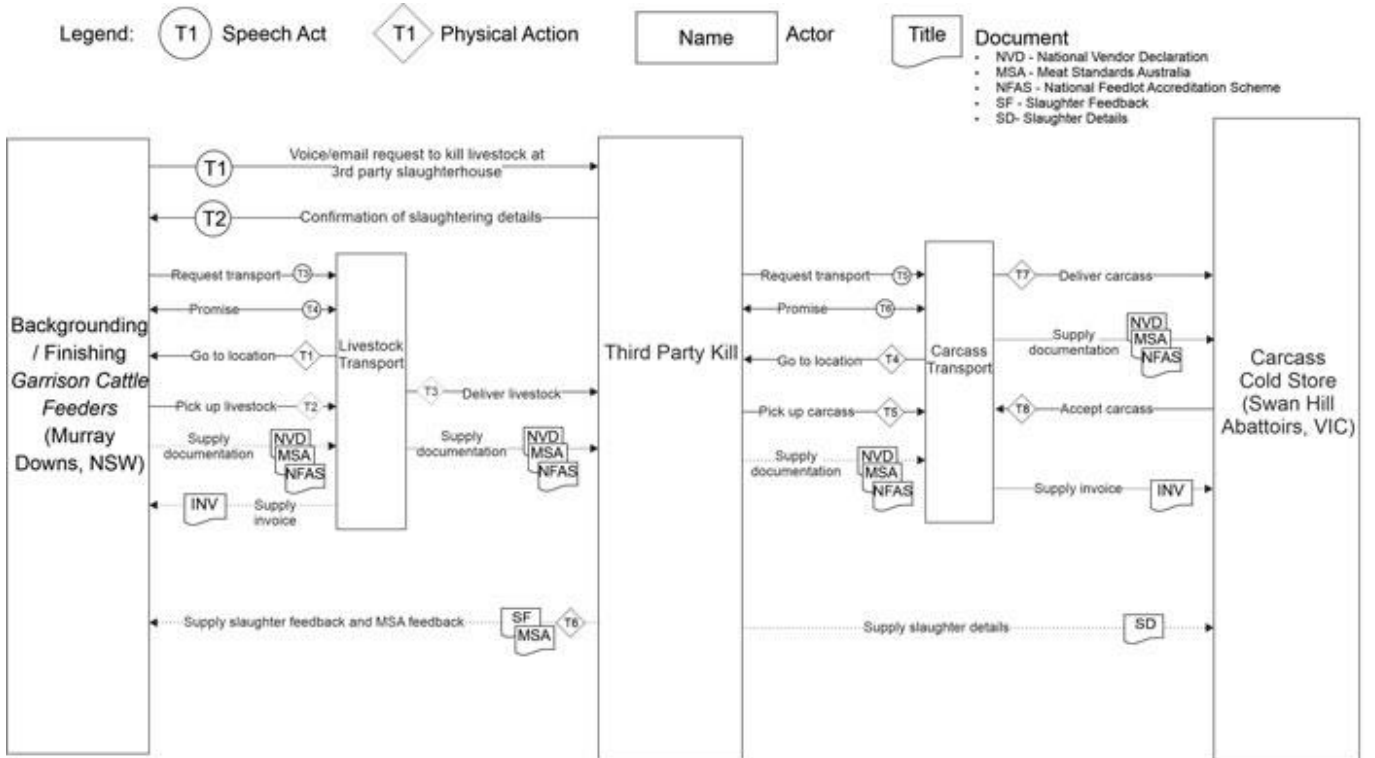 Legend:
T1
Speech Act
T1
Physical Action
Name
Actor
Title
Document
• NVD - National Vendor Declaration
• MSA - Meat Standards Australia
• NFAS - National Feedlot Accreditation Scheme
• SF - Slaughter Feedback
• SD- Slaughter Details
Backgrounding
/ Finishing
Garrison Cattle
Feeders
(Murray
Downs, NSW)
T1
Voice/email request to kill livestock at
3rd party slaughterhouse
T2
Confirmation of slaughtering details
Request transport
T3
Promise
T4
Go to location
T1
Pick up livestock
T2
Supply
documentation
NVD
MSA
NFAS
INV
Supply
invoice
Livestock
Transport
T3
Deliver livestock
Supply
documentation
NVD
MSA
NFAS
Supply slaughter feedback and MSA feedback
SF
MSA
T6
Third Party Kill
Request transport
T5
Promise
T6
Go to location
T4
Pick up carcass
T5
Supply
documentation
NVD
MSA
NFAS
Carcass
Transport
T7
Deliver carcass
Supply
documentation
NVD
MSA
NFAS
T8
Accept carcass
Supply invoice
INV
Supply slaughter details
SD
Carcass
Cold Store
(Swan Hill
Abattoirs, VIC)